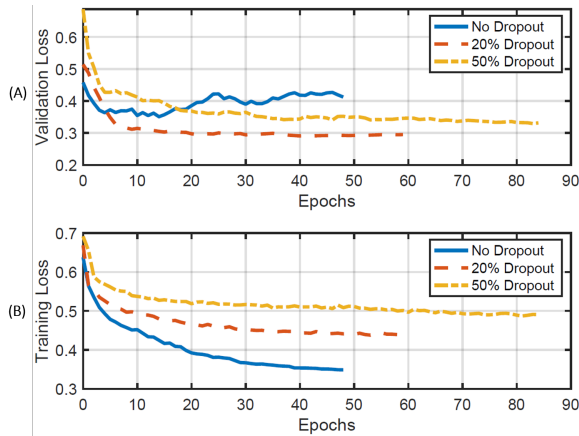 (A)
Validation Loss
0.6
0.5
0.4
0.3
0.2
No Dropout
20% Dropout
50% Dropout
0 10 20 30 40 50 60 70 80 90
Epochs
(B)
Training Loss
0.7
0.6
0.5
0.4
0.3
No Dropout
20% Dropout
50% Dropout
0 10 20 30 40 50 60 70 80 90
Epochs